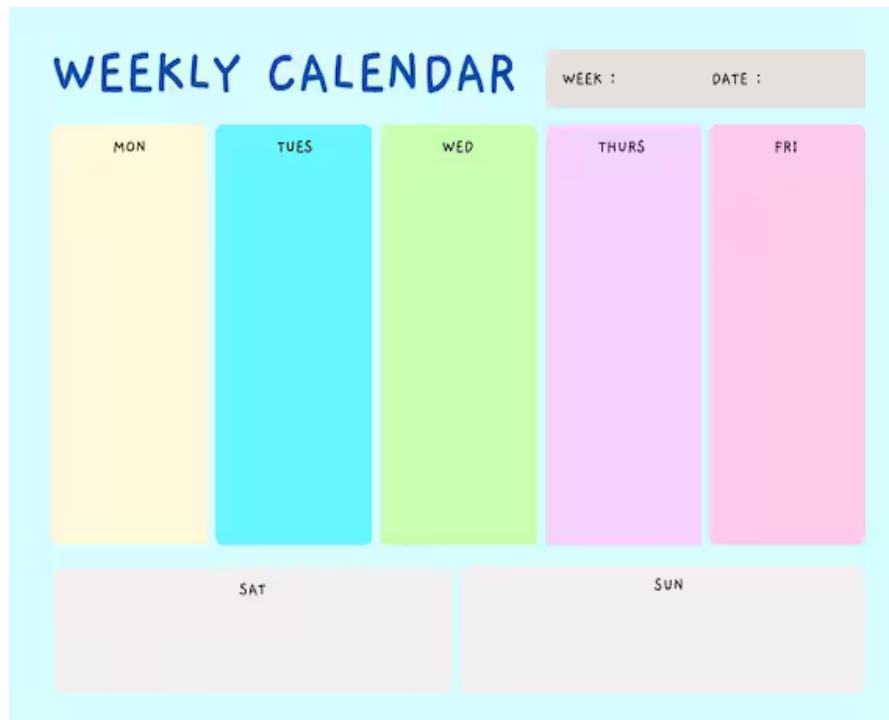 WEEKLY CALENDAR
WEEK : DATE :
MON TUES WED THURS FRI
SAT SUN